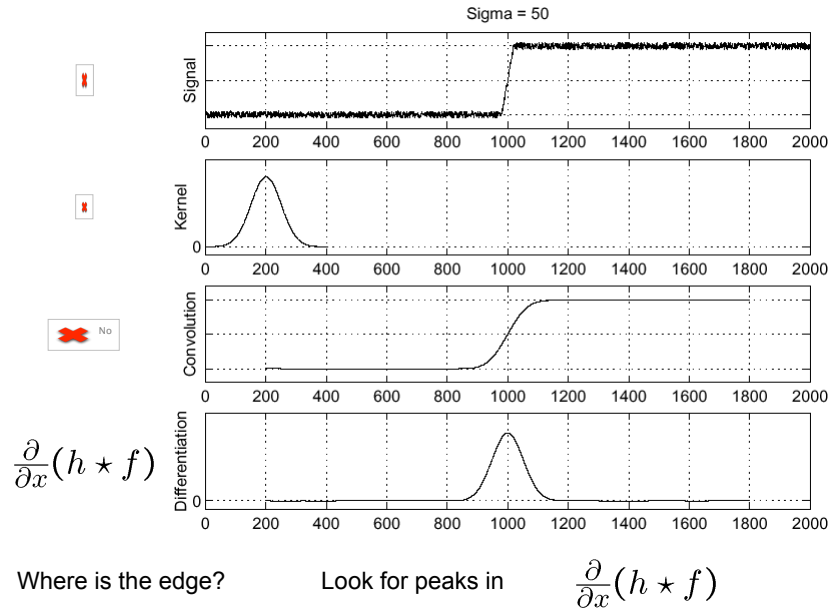 Sigma = 50
Signal
0 200 400 600 800 1000 1200 1400 1600 1800 2000
Kernel
0
0 200 400 600 800 1000 1200 1400 1600 1800 2000
No
Convolution
0 200 400 600 800 1000 1200 1400 1600 1800 2000
∂/∂x (h ⋆ f)
Differentiation
0
0 200 400 600 800 1000 1200 1400 1600 1800 2000
Where is the edge? Look for peaks in ∂/∂x (h ⋆ f)